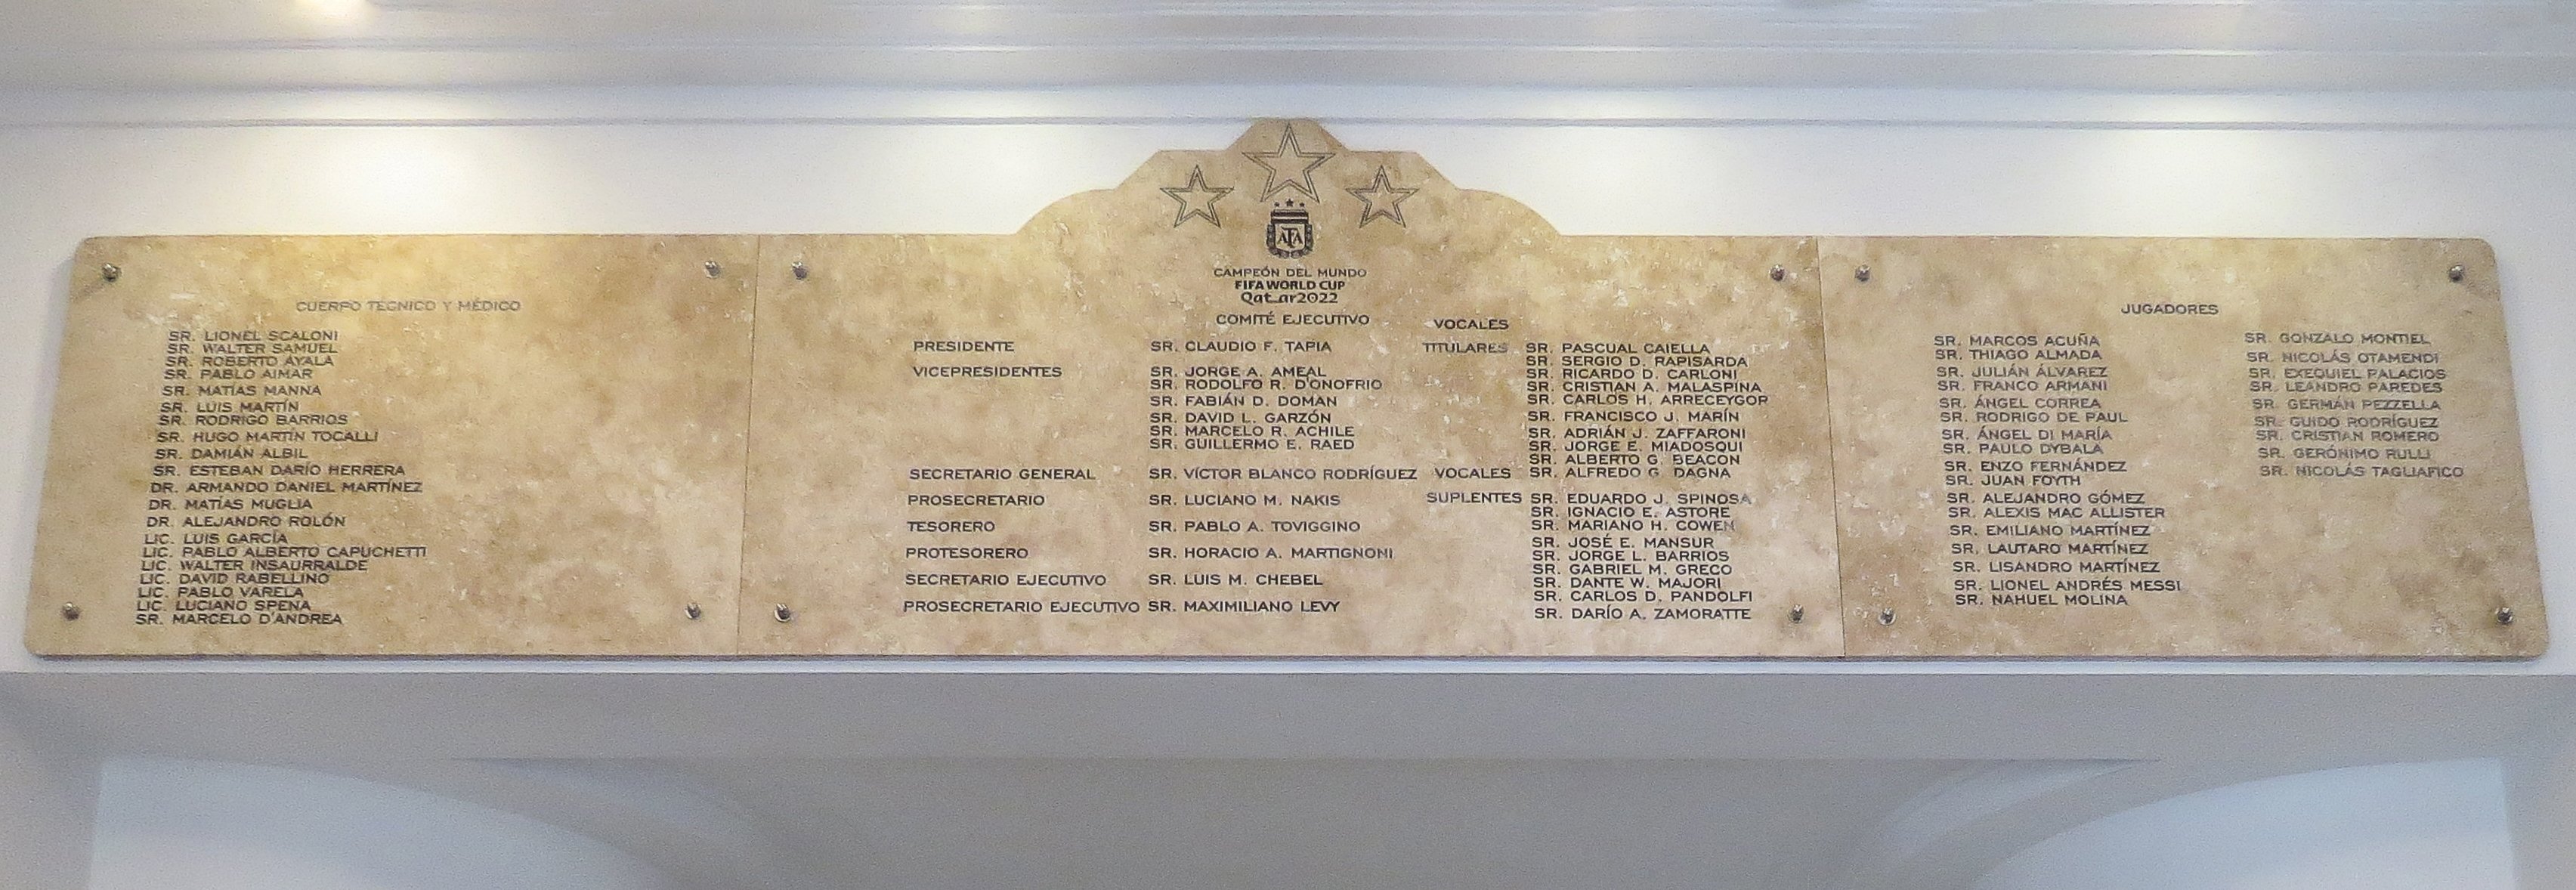 CUERPO TECNICO Y MÉDICO
SR. LIONEL SCALONI
SR. WALTER SAMUEL
SR. ROBERTO AYALA
SR. PABLO AIMAR
SR. MATÍAS MANNA
SR. LUIS MARTÍN
SR. RODRIGO BARRIOS
SR. HUGO MARTÍN TOCALLI
SR. DAMIÁN ALBIL
SR. ESTEBAN DARÍO HERRERA
DR. ARMANDO DANIEL MARTÍNEZ
DR. MATÍAS MUGLIA
DR. ALEJANDRO ROLÓN
LIC. LUIS GARCÍA
LIC. PABLO ALBERTO CAPUCHETTI
LIC. WALTER INSAURRALDE
LIC. DAVID RABELLINO
LIC. PABLO VARELA
LIC. LUCIANO SPENA
SR. MARCELO D'ANDREA
AFA
CAMPEÓN DEL MUNDO
FIFA WORLD CUP
Qatar2022
COMITÉ EJECUTIVO
PRESIDENTE SR. CLAUDIO F. TAPIA
VICEPRESIDENTES SR. JORGE A. AMEAL
SR. RODOLFO R. D'ONOFRIO
SR. FABIÁN D. DOMAN
SR. DAVID L. GARZÓN
SR. MARCELO R. ACHILE
SR. GUILLERMO E. RAED
SECRETARIO GENERAL SR. VÍCTOR BLANCO RODRÍGUEZ
PROSECRETARIO SR. LUCIANO M. NAKIS
TESORERO SR. PABLO A. TOVIGGINO
PROTESORERO SR. HORACIO A. MARTIGNONI
SECRETARIO EJECUTIVO SR. LUIS M. CHEBEL
PROSECRETARIO EJECUTIVO SR. MAXIMILIANO LEVY
VOCALES
TITULARES SR. PASCUAL CAIELLA
SR. SERGIO D. RAPISARDA
SR. RICARDO D. CARLONI
SR. CRISTIAN A. MALASPINA
SR. CARLOS H. ARRECEYGOR
SR. FRANCISCO J. MARÍN
SR. ADRIÁN J. ZAFFARONI
SR. JORGE E. MIADOSQUI
SR. ALBERTO G. BEACON
VOCALES SR. ALFREDO G. DAGNA
SUPLENTES SR. EDUARDO J. SPINOSA
SR. IGNACIO E. ASTORE
SR. MARIANO H. COWEN
SR. JOSÉ E. MANSUR
SR. JORGE L. BARRIOS
SR. GABRIEL M. GRECO
SR. DANTE W. MAJORI
SR. CARLOS D. PANDOLFI
SR. DARÍO A. ZAMORATTE
JUGADORES
SR. MARCOS ACUÑA
SR. THIAGO ALMADA
SR. JULIÁN ÁLVAREZ
SR. FRANCO ARMANI
SR. ÁNGEL CORREA
SR. RODRIGO DE PAUL
SR. ÁNGEL DI MARÍA
SR. PAULO DYBALA
SR. ENZO FERNÁNDEZ
SR. JUAN FOYTH
SR. ALEJANDRO GÓMEZ
SR. ALEXIS MAC ALLISTER
SR. EMILIANO MARTÍNEZ
SR. LAUTARO MARTÍNEZ
SR. LISANDRO MARTÍNEZ
SR. LIONEL ANDRÉS MESSI
SR. NAHUEL MOLINA
SR. GONZALO MONTIEL
SR. NICOLÁS OTAMENDI
SR. EXEQUIEL PALACIOS
SR. LEANDRO PAREDES
SR. GERMÁN PEZZELLA
SR. GUIDO RODRÍGUEZ
SR. CRISTIAN ROMERO
SR. GERÓNIMO RULLI
SR. NICOLÁS TAGLIAFICO